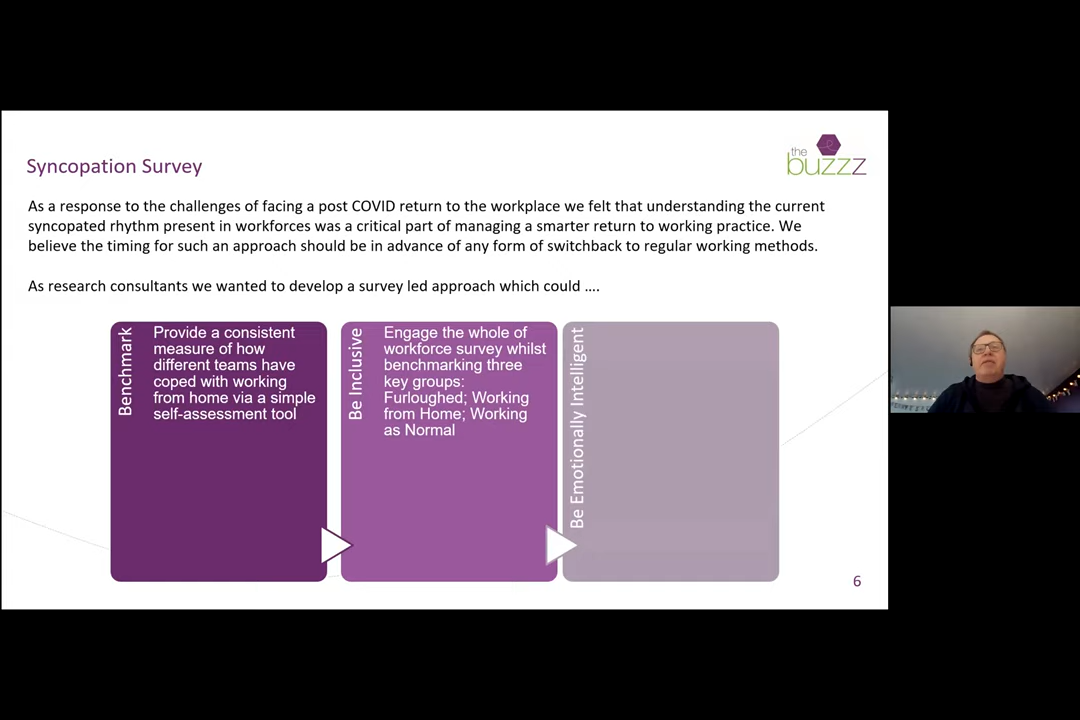 the
buzzz
Syncopation Survey
As a response to the challenges of facing a post COVID return to the workplace we felt that understanding the current
syncopated rhythm present in workforces was a critical part of managing a smarter return to working practice. We
believe the timing for such an approach should be in advance of any form of switchback to regular working methods.
As research consultants we wanted to develop a survey led approach which could ....
Benchmark
Provide a consistent
measure of how
different teams have
coped with working
from home via a simple
self-assessment tool
Be Inclusive
Engage the whole of
workforce survey whilst
benchmarking three
key groups:
Furloughed; Working
from Home; Working
as Normal
Be Emotionally Intelligent
6